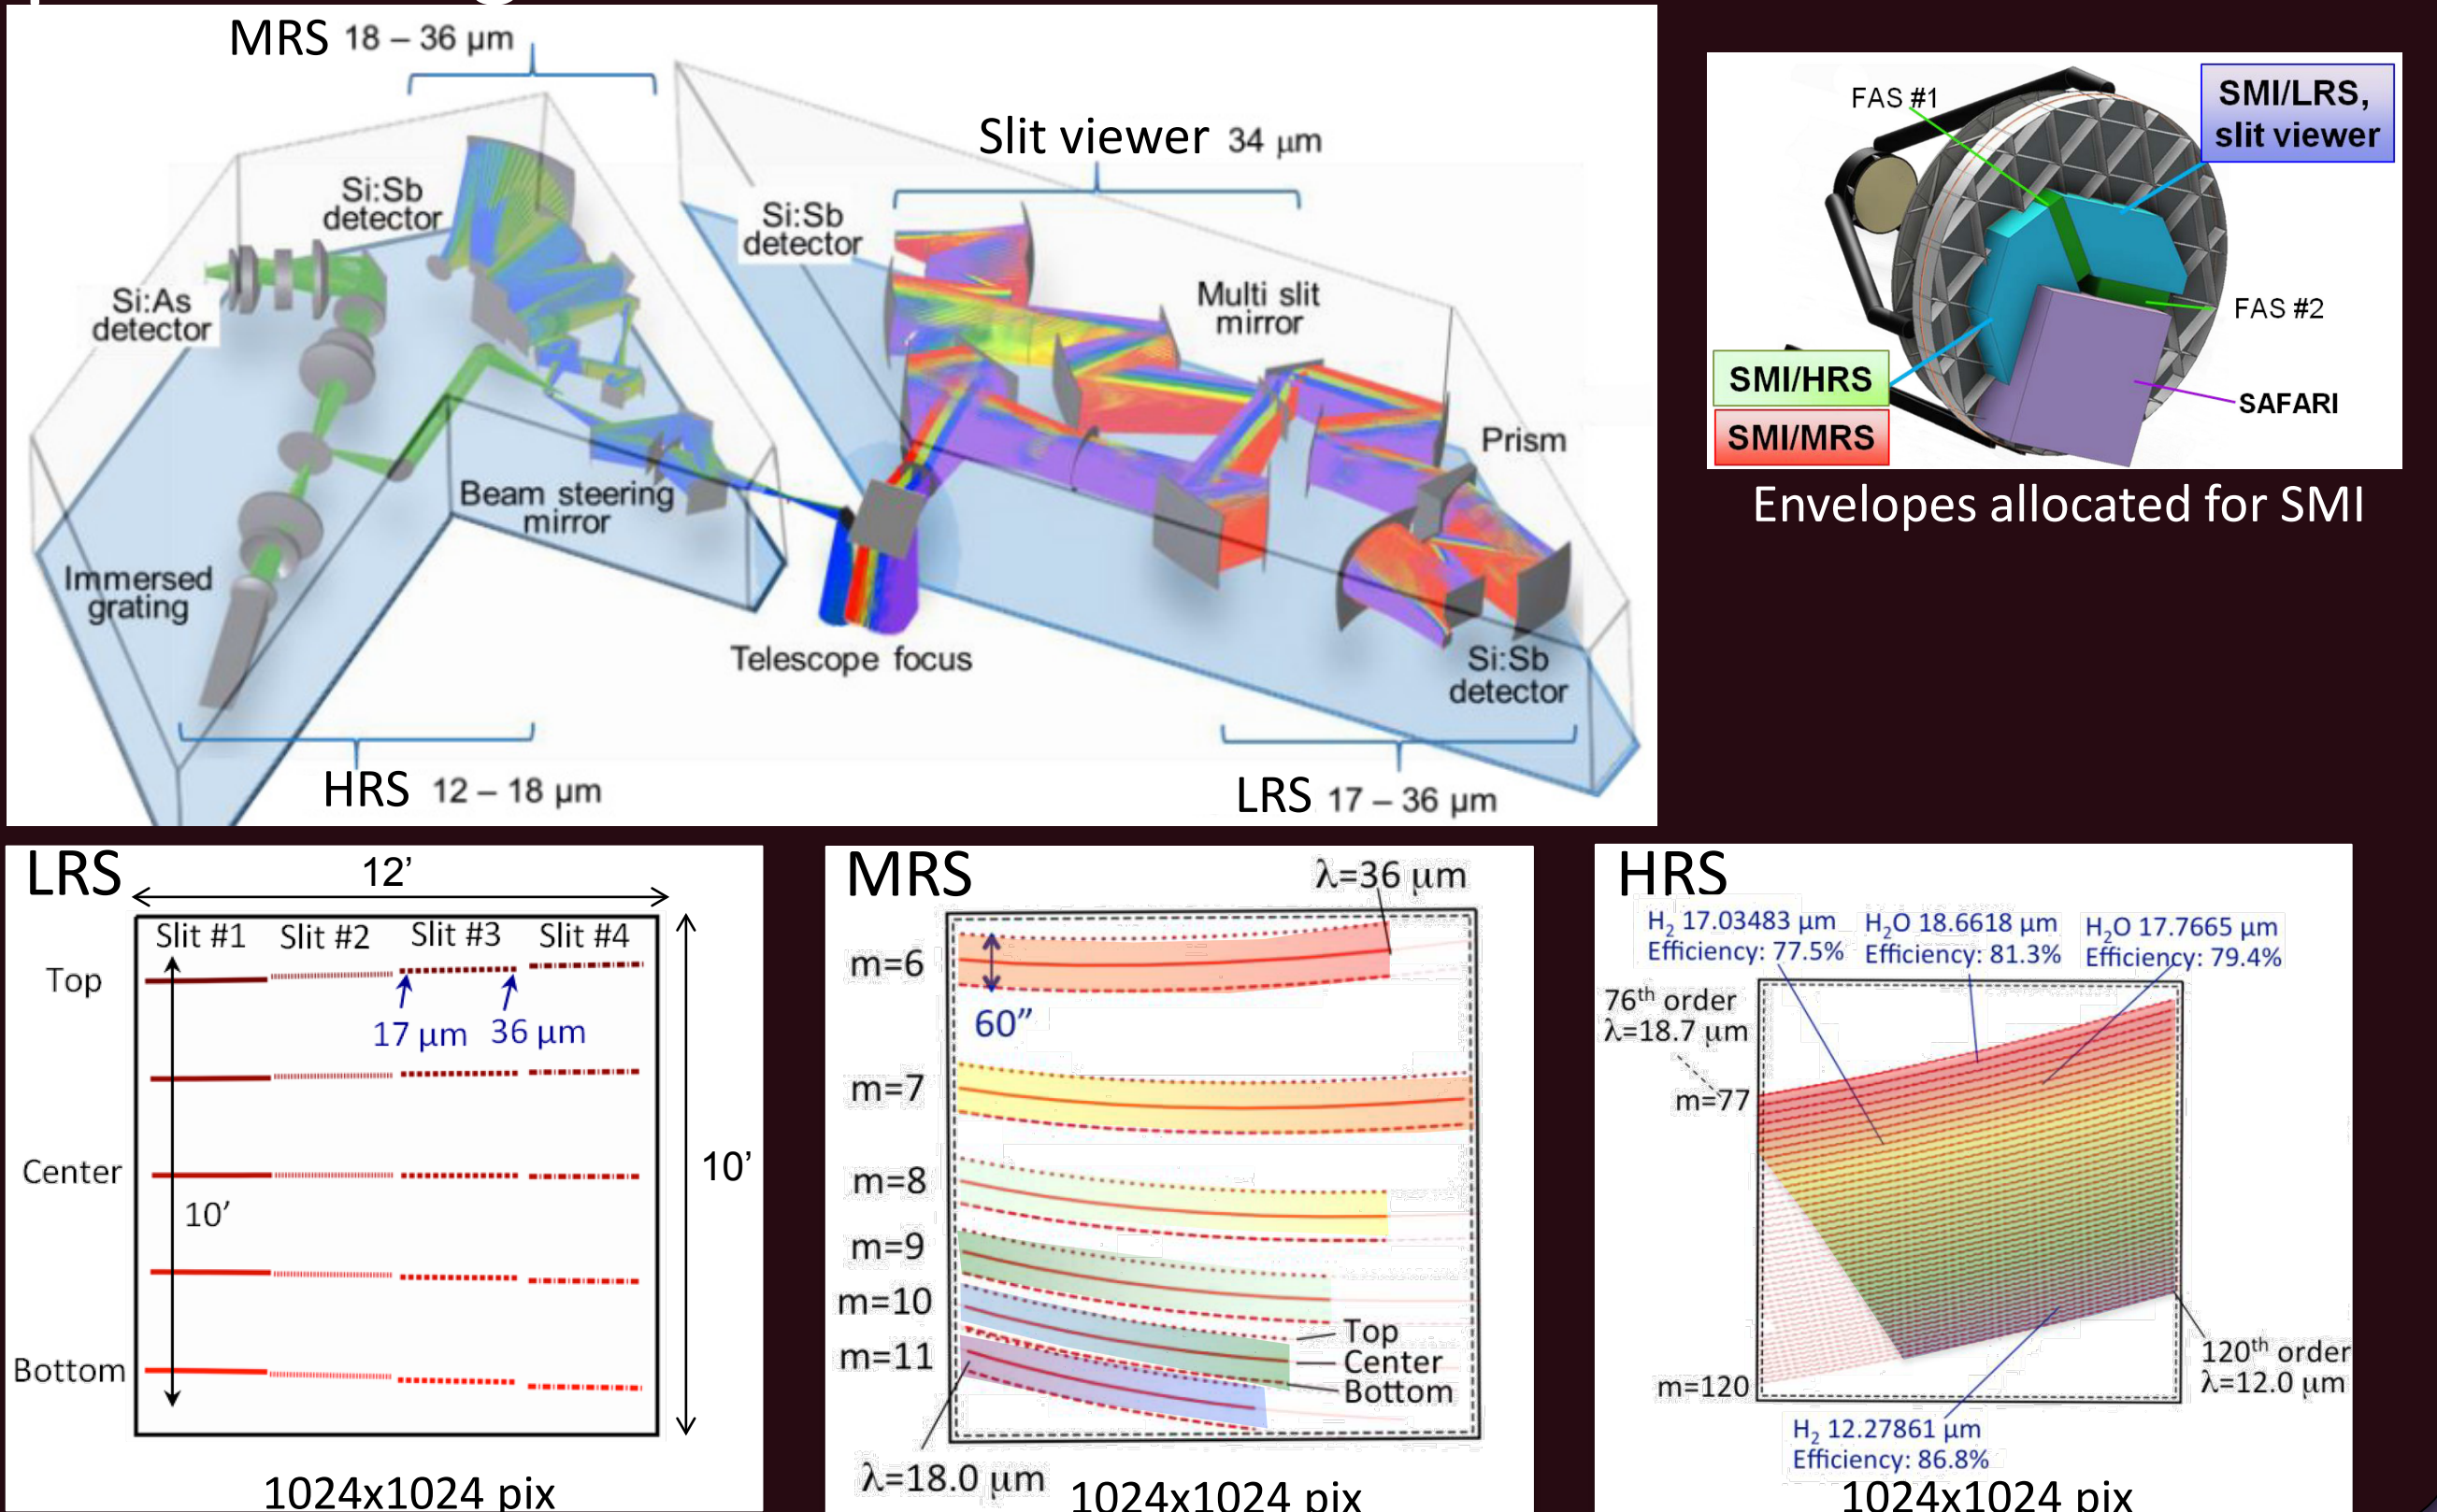 MRS 18 – 36 µm
Slit viewer 34 µm
Si:Sb
detector
Si:Sb
detector
Si:As
detector
Multi slit
mirror
Prism
Beam steering
mirror
Immersed
grating
Telescope focus
Si:Sb
detector
HRS 12 – 18 µm
LRS 17 – 36 µm
FAS #1
SMI/LRS,
slit viewer
FAS #2
SMI/HRS
SMI/MRS
SAFARI
Envelopes allocated for SMI
LRS
12’
Slit #1 Slit #2 Slit #3 Slit #4
Top
17 µm 36 µm
Center
10’
10’
Bottom
1024x1024 pix
MRS
λ=36 µm
m=6
60”
m=7
m=8
m=9
m=10
Top
m=11
Center
Bottom
λ=18.0 µm
1024x1024 pix
HRS
H₂ 17.03483 µm
Efficiency: 77.5%
H₂O 18.6618 µm
Efficiency: 81.3%
H₂O 17.7665 µm
Efficiency: 79.4%
76th order
λ=18.7 µm
m=77
m=120
120th order
λ=12.0 µm
H₂ 12.27861 µm
Efficiency: 86.8%
1024x1024 pix